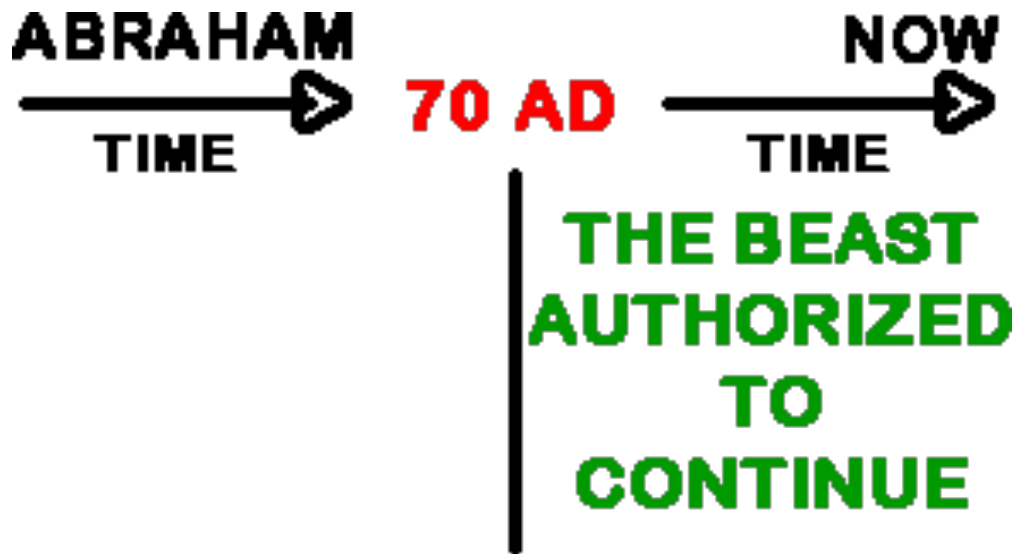 ABRAHAM
NOW
70 AD
TIME
TIME
THE BEAST
AUTHORIZED
TO
CONTINUE